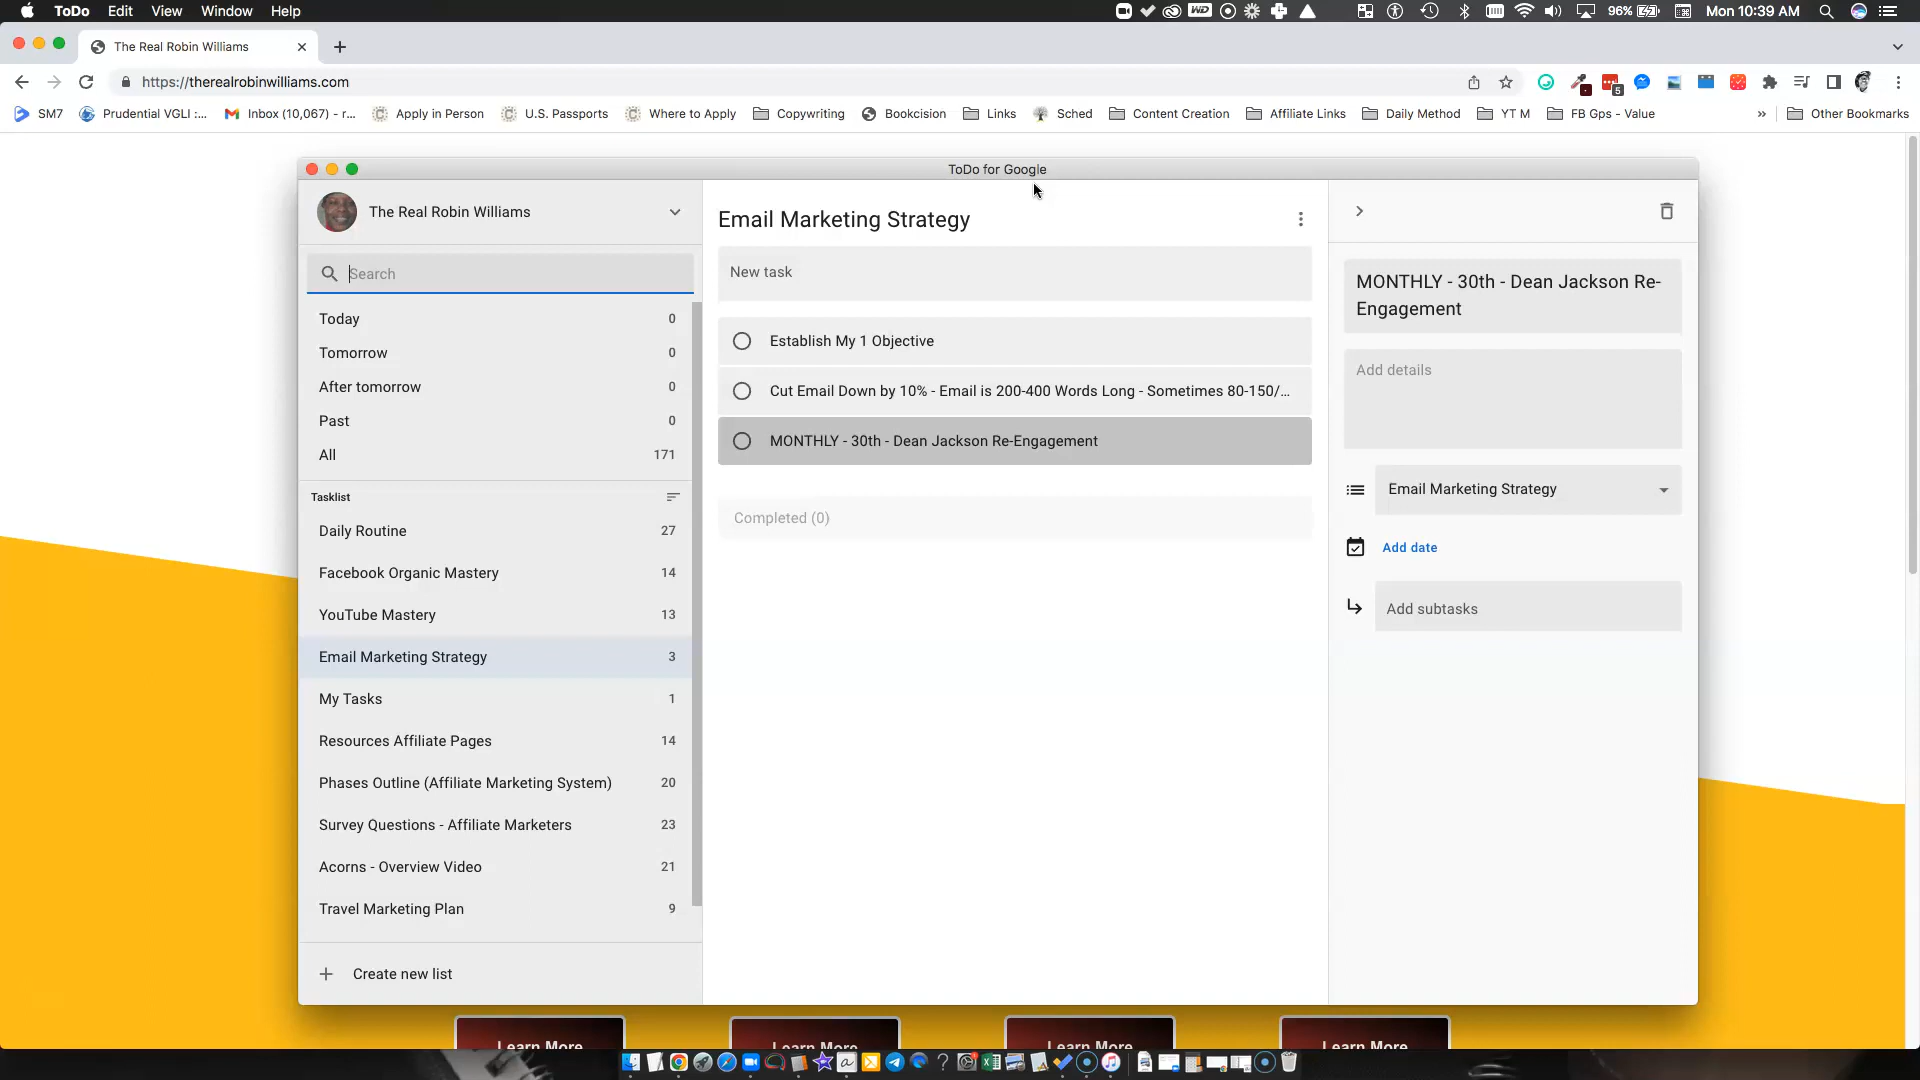 ToDo Edit View Window Help
96% Mon 10:39 AM
The Real Robin Williams
https://therealrobinwilliams.com
5
SM7 Prudential VGLI :... Inbox (10,067) - r... Apply in Person U.S. Passports Where to Apply Copywriting Bookcision Links Sched Content Creation Affiliate Links Daily Method YT M FB Gps - Value » Other Bookmarks
ToDo for Google
The Real Robin Williams
Search
Today 0
Tomorrow 0
After tomorrow 0
Past 0
All 171
Tasklist
Daily Routine 27
Facebook Organic Mastery 14
YouTube Mastery 13
Email Marketing Strategy 3
My Tasks 1
Resources Affiliate Pages 14
Phases Outline (Affiliate Marketing System) 20
Survey Questions - Affiliate Marketers 23
Acorns - Overview Video 21
Travel Marketing Plan 9
Create new list
Email Marketing Strategy
New task
Establish My 1 Objective
Cut Email Down by 10% - Email is 200-400 Words Long - Sometimes 80-150/...
MONTHLY - 30th - Dean Jackson Re-Engagement
Completed (0)
MONTHLY - 30th - Dean Jackson Re-
Engagement
Add details
Email Marketing Strategy
Add date
Add subtasks
Learn More Learn More Learn More Learn More